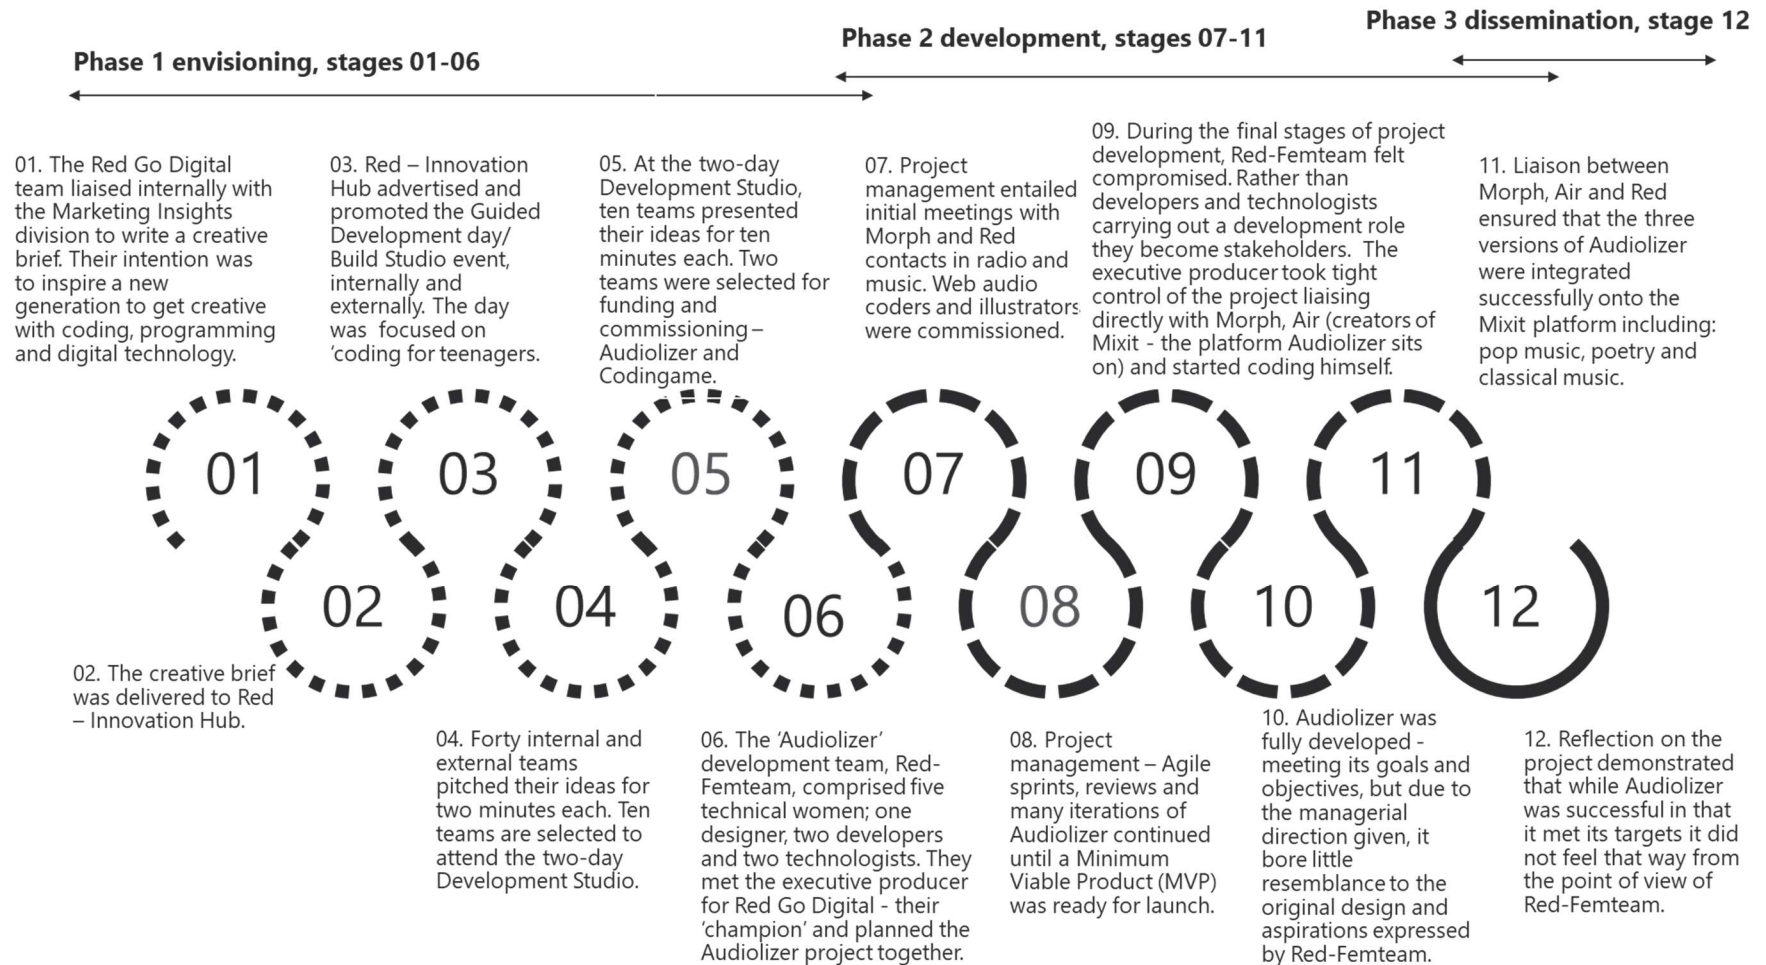 Phase 1 envisioning, stages 01-06
Phase 2 development, stages 07-11
Phase 3 dissemination, stage 12
01. The Red Go Digital
team liaised internally with
the Marketing Insights
division to write a creative
brief. Their intention was
to inspire a new
generation to get creative
with coding, programming
and digital technology.
03. Red – Innovation
Hub advertised and
promoted the Guided
Development day/
Build Studio event,
internally and
externally. The day
was focused on
‘coding for teenagers.
05. At the two-day
Development Studio,
ten teams presented
their ideas for ten
minutes each. Two
teams were selected for
funding and
commissioning –
Audiolizer and
Codingame.
07. Project
management entailed
initial meetings with
Morph and Red
contacts in radio and
music. Web audio
coders and illustrators
were commissioned.
09. During the final stages of project
development, Red-Femteam felt
compromised. Rather than
developers and technologists
carrying out a development role
they become stakeholders. The
executive producer took tight
control of the project liaising
directly with Morph, Air (creators of
Mixit - the platform Audiolizer sits
on) and started coding himself.
11. Liaison between
Morph, Air and Red
ensured that the three
versions of Audiolizer
were integrated
successfully onto the
Mixit platform including:
pop music, poetry and
classical music.
01
03
05
07
09
11
02
04
06
08
10
12
02. The creative brief
was delivered to Red
– Innovation Hub.
04. Forty internal and
external teams
pitched their ideas for
two minutes each. Ten
teams are selected to
attend the two-day
Development Studio.
06. The ‘Audiolizer’
development team, Red-
Femteam, comprised five
technical women; one
designer, two developers
and two technologists. They
met the executive producer
for Red Go Digital - their
‘champion’ and planned the
Audiolizer project together.
08. Project
management – Agile
sprints, reviews and
many iterations of
Audiolizer continued
until a Minimum
Viable Product (MVP)
was ready for launch.
10. Audiolizer was
fully developed -
meeting its goals and
objectives, but due to
the managerial
direction given, it
bore little
resemblance to the
original design and
aspirations expressed
by Red-Femteam.
12. Reflection on the
project demonstrated
that while Audiolizer
was successful in that
it met its targets it did
not feel that way from
the point of view of
Red-Femteam.